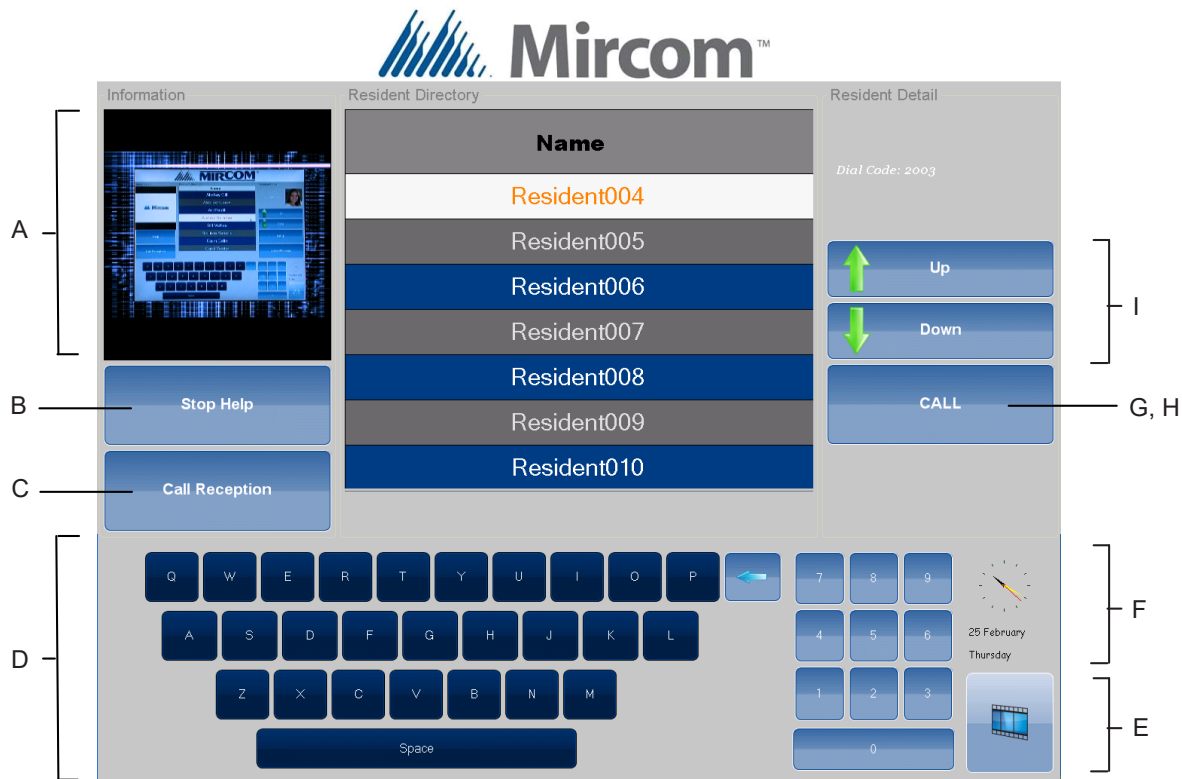 Mircom™
Information
Resident Directory
Resident Detail
MIRCOM
Name
Dial Code: 2003
Resident004
Resident005
Resident006
Resident007
Resident008
Resident009
Resident010
Up
Down
CALL
Stop Help
Call Reception
A
B
C
D
I
G, H
F
E
Q W E R T Y U I O P
7 8 9
A S D F G H J K L
4 5 6
25 February
Thursday
Z X C V B N M
1 2 3
Space
0